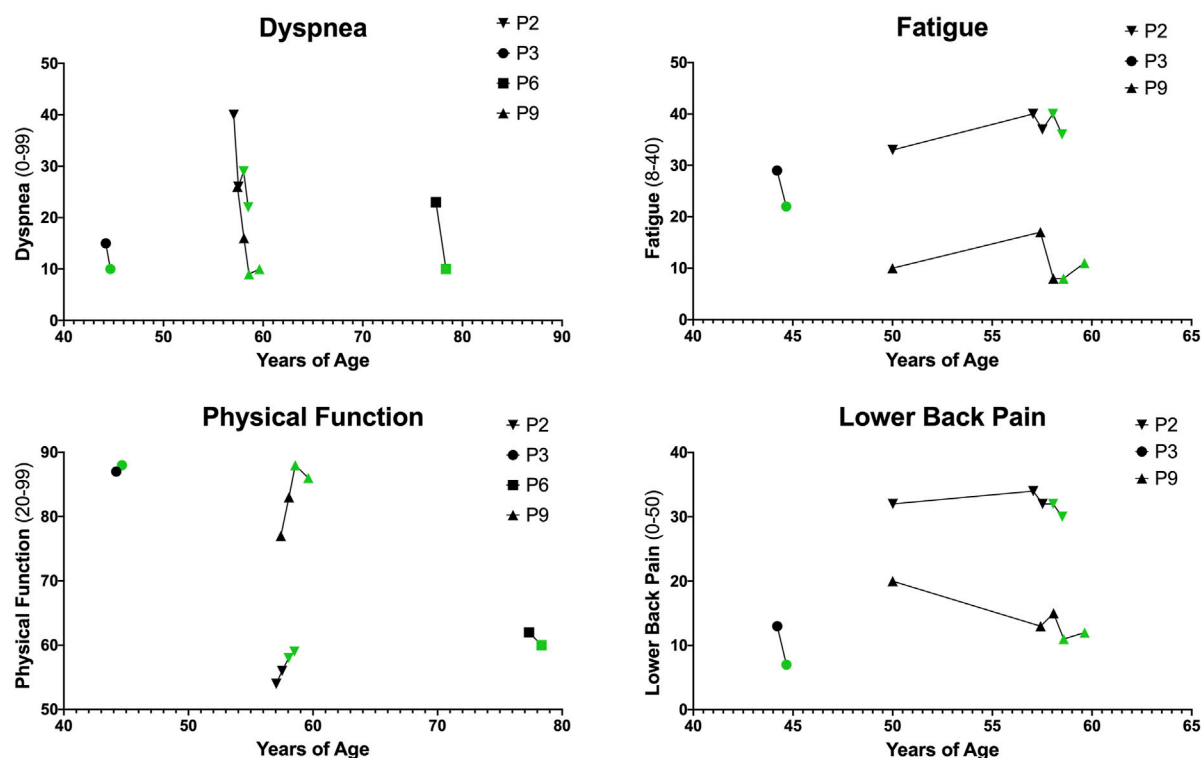 Dyspnea
P2
P3
P6
P9
50
40
30
20
10
0
Dyspnea (0-99)
40 50 60 70 80 90
Years of Age
Fatigue
P2
P3
P9
50
40
30
20
10
0
Fatigue (8-40)
40 45 50 55 60 65
Years of Age
Physical Function
P2
P3
P6
P9
90
80
70
60
50
Physical Function (20-99)
40 50 60 70 80
Years of Age
Lower Back Pain
P2
P3
P9
40
30
20
10
0
Lower Back Pain (0-50)
40 45 50 55 60 65
Years of Age